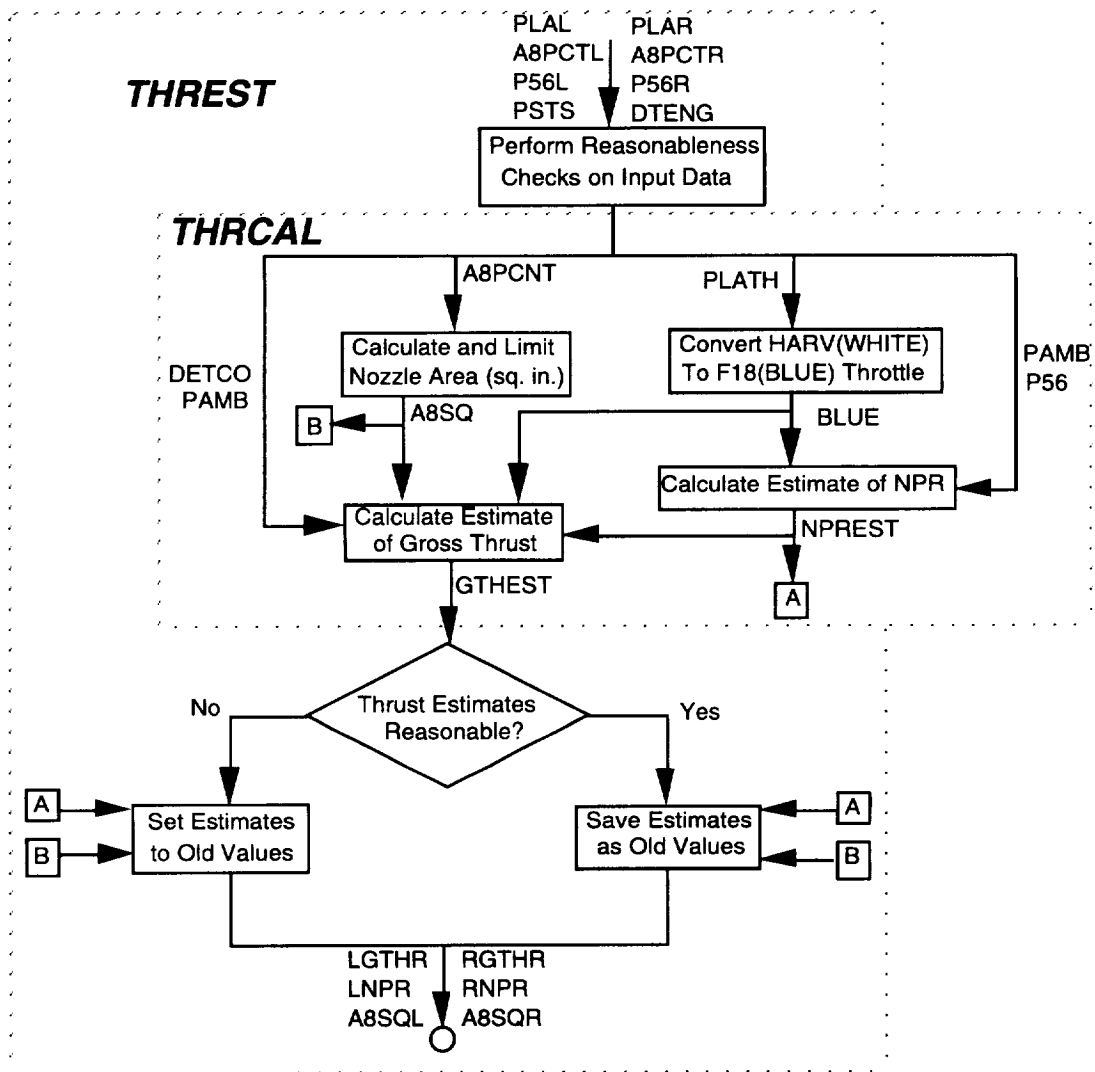 PLAL PLAR
A8PCTL A8PCTR
P56L P56R
PSTS DTENG
THREST
Perform Reasonableness
Checks on Input Data
THRCAL
A8PCNT
PLATH
DETCO
PAMB
Calculate and Limit
Nozzle Area (sq. in.)
Convert HARV(WHITE)
To F18(BLUE) Throttle
PAMB
P56
B
A8SQ
BLUE
Calculate Estimate of NPR
Calculate Estimate
of Gross Thrust
NPREST
GTHEST
A
Thrust Estimates
Reasonable?
No
Yes
A
B
Set Estimates
to Old Values
Save Estimates
as Old Values
A
B
LGTHR RGTHR
LNPR RNPR
A8SQL A8SQR